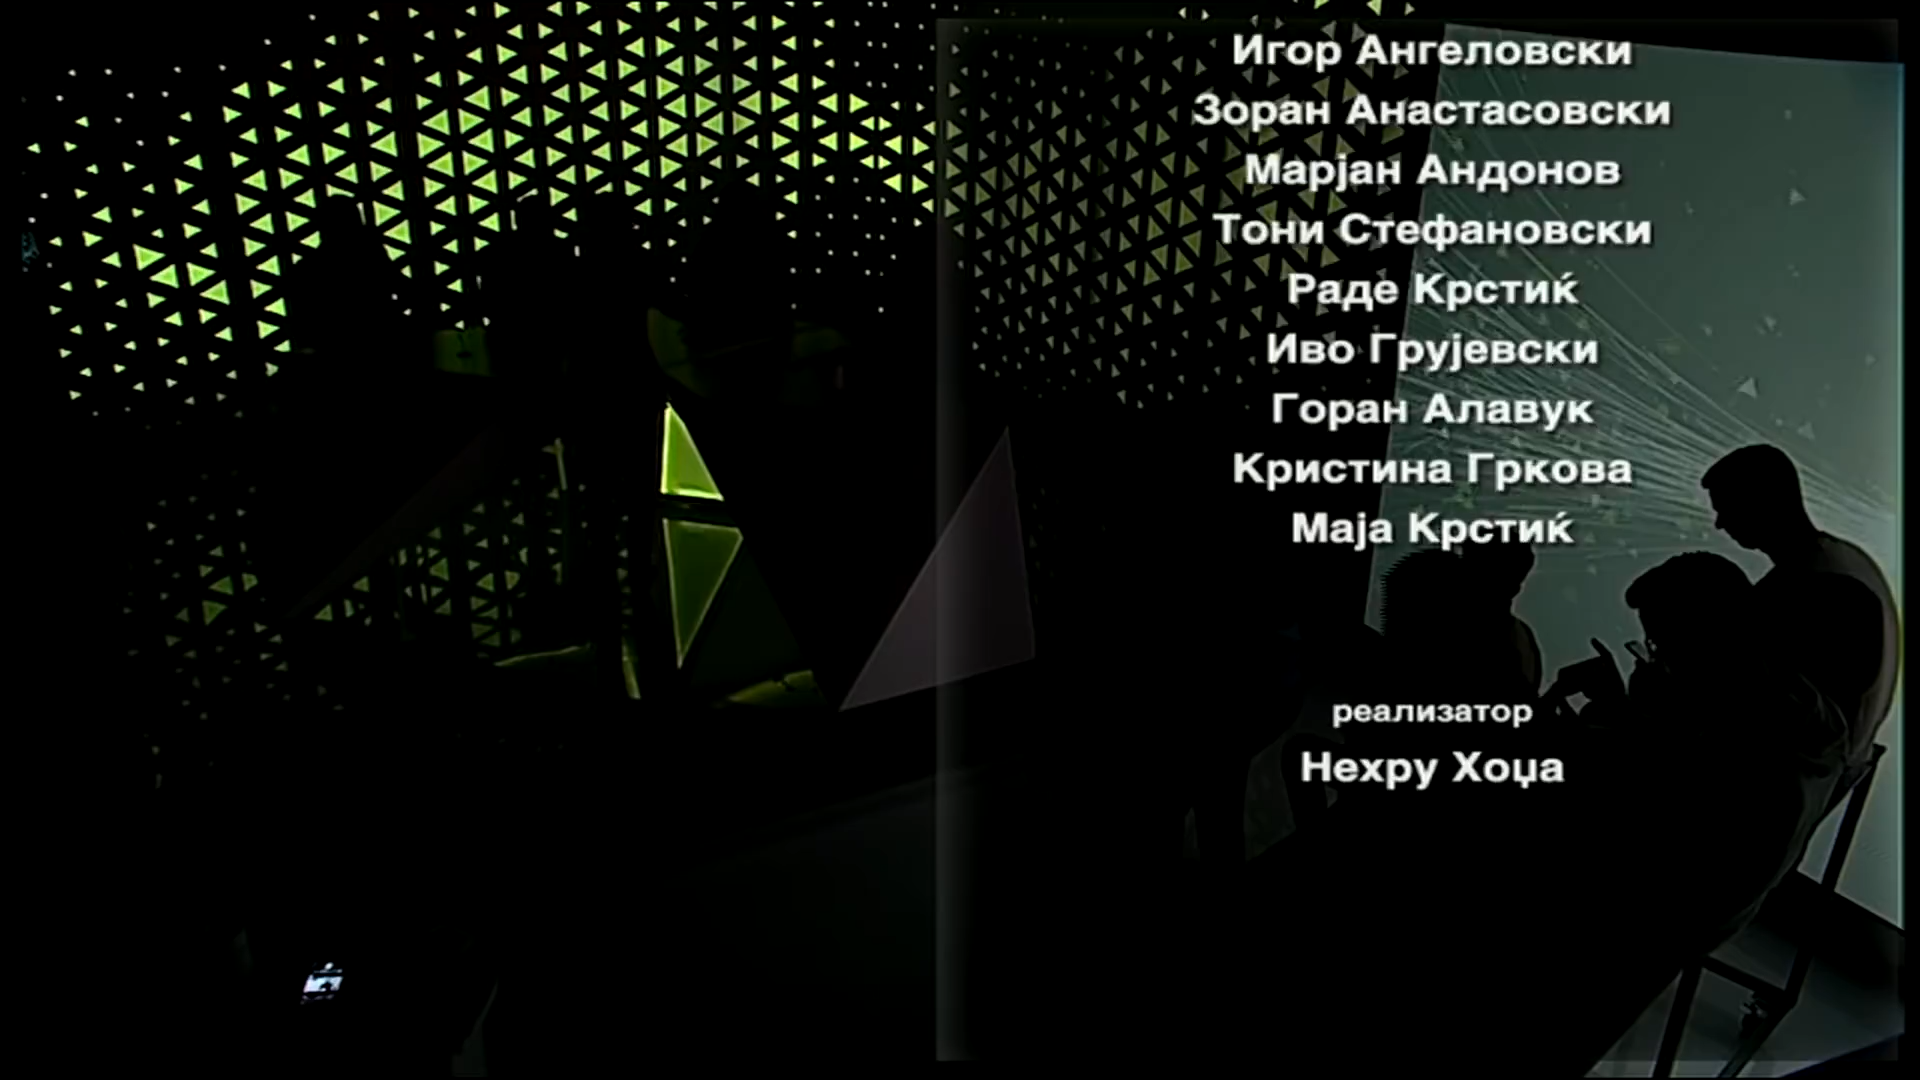 Игор Ангеловски
Зоран Анастасовски
Марјан Андонов
Тони Стефановски
Раде Крстиќ
Иво Грујевски
Горан Алавук
Кристина Гркова
Маја Крстиќ
реализатор
Нехру Хоџа